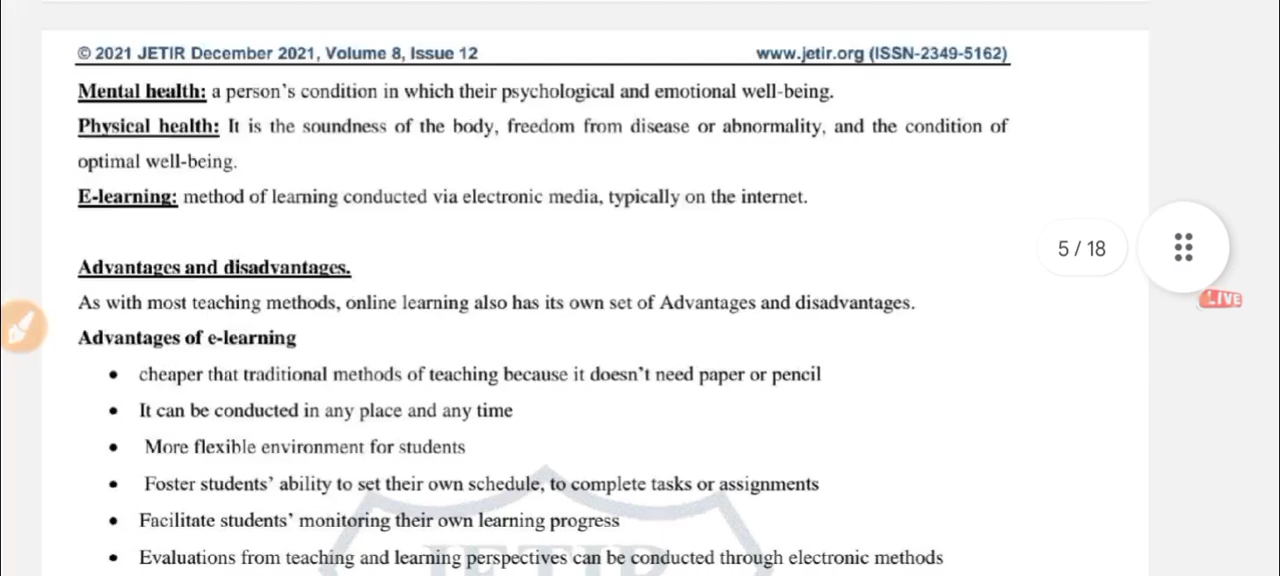 © 2021 JETIR December 2021, Volume 8, Issue 12 www.jetir.org (ISSN-2349-5162)
Mental health: a person's condition in which their psychological and emotional well-being.
Physical health: It is the soundness of the body, freedom from disease or abnormality, and the condition of
optimal well-being.
E-learning: method of learning conducted via electronic media, typically on the internet.
5 / 18
LIVE
Advantages and disadvantages.
As with most teaching methods, online learning also has its own set of Advantages and disadvantages.
Advantages of e-learning
• cheaper that traditional methods of teaching because it doesn't need paper or pencil
• It can be conducted in any place and any time
• More flexible environment for students
• Foster students' ability to set their own schedule, to complete tasks or assignments
• Facilitate students' monitoring their own learning progress
• Evaluations from teaching and learning perspectives can be conducted through electronic methods
JETIR